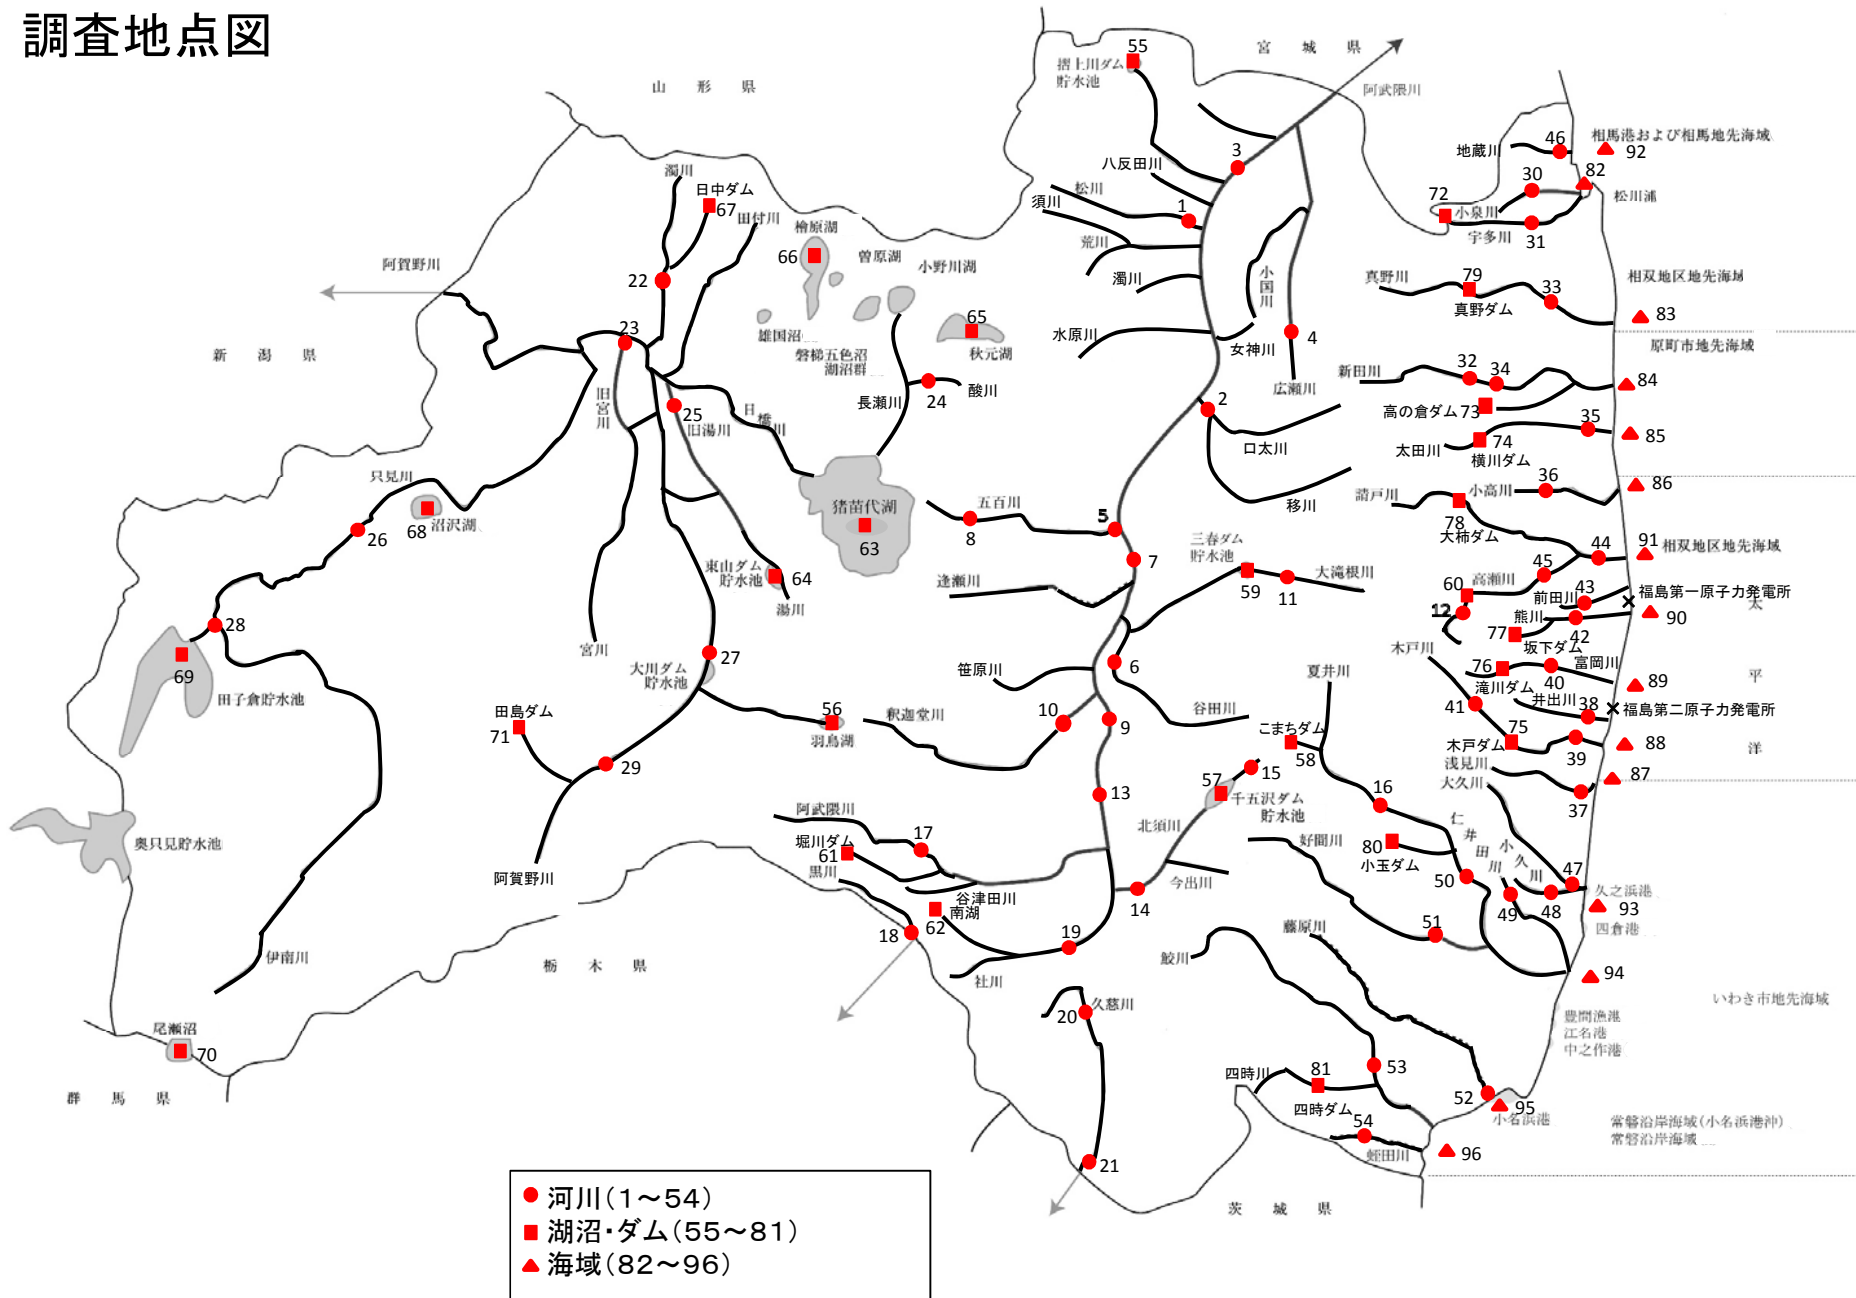 調査地点図
55
宮城県
摺上川ダム
貯水池
阿武隈川
山形県
相馬港および相馬地先海域
92
46
地蔵川
3
八反田川
濁川
日中ダム
67
田付川
松川
須川
1
30
82
松川浦
72
小泉川
宇多川
31
檜原湖
66
曽原湖
小野川湖
荒川
濁川
小国川
阿賀野川
22
真野川
79
真野ダム
33
相双地区地先海域
83
23
雄国沼
磐梯五色沼
湖沼群
65
秋元湖
水原川
女神川
4
広瀬川
新潟県
原町市地先海域
新田川
32
34
84
高の倉ダム
73
旧宮川
25
旧湯川
日橋川
長瀬川
24
酸川
2
口太川
35
85
太田川
74
横川ダム
只見川
26
68
沼沢湖
猪苗代湖
63
五百川
8
5
移川
請戸川
78
大柿ダム
小高川
36
86
7
三春ダム
貯水池
59
11
大滝根川
44
91
相双地区地先海域
45
60
高瀬川
12
前田川
43
福島第一原子力発電所
東山ダム
貯水池
64
湯川
逢瀬川
熊川
42
90
太
77
坂下ダム
28
69
田子倉貯水池
宮川
27
大川ダム
貯水池
笹原川
6
夏井川
木戸川
76
滝川ダム
40
富岡川
89
平
41
井出川
38
福島第二原子力発電所
田島ダム
71
56
羽鳥湖
釈迦堂川
10
9
谷田川
こまちダム
58
75
木戸ダム
39
88
洋
29
浅見川
大久川
37
87
13
57
15
千五沢ダム
貯水池
16
奥只見貯水池
阿武隈川
堀川ダム
61
17
黒川
北須川
好間川
80
小玉ダム
仁井田川
小久川
阿賀野川
谷津田川
今出川
14
50
49
48
47
久之浜港
93
四倉港
南湖
62
18
19
社川
鮫川
藤原川
51
94
伊南川
栃木県
いわき市地先海域
20
久慈川
豊間漁港
江名港
中之作港
尾瀬沼
70
群馬県
四時川
81
四時ダム
53
52
95
小名浜港
常磐沿岸海域(小名浜港沖)
常磐沿岸海域
54
蛭田川
96
21
茨城県
河川(1～54)
湖沼・ダム(55～81)
海域(82～96)